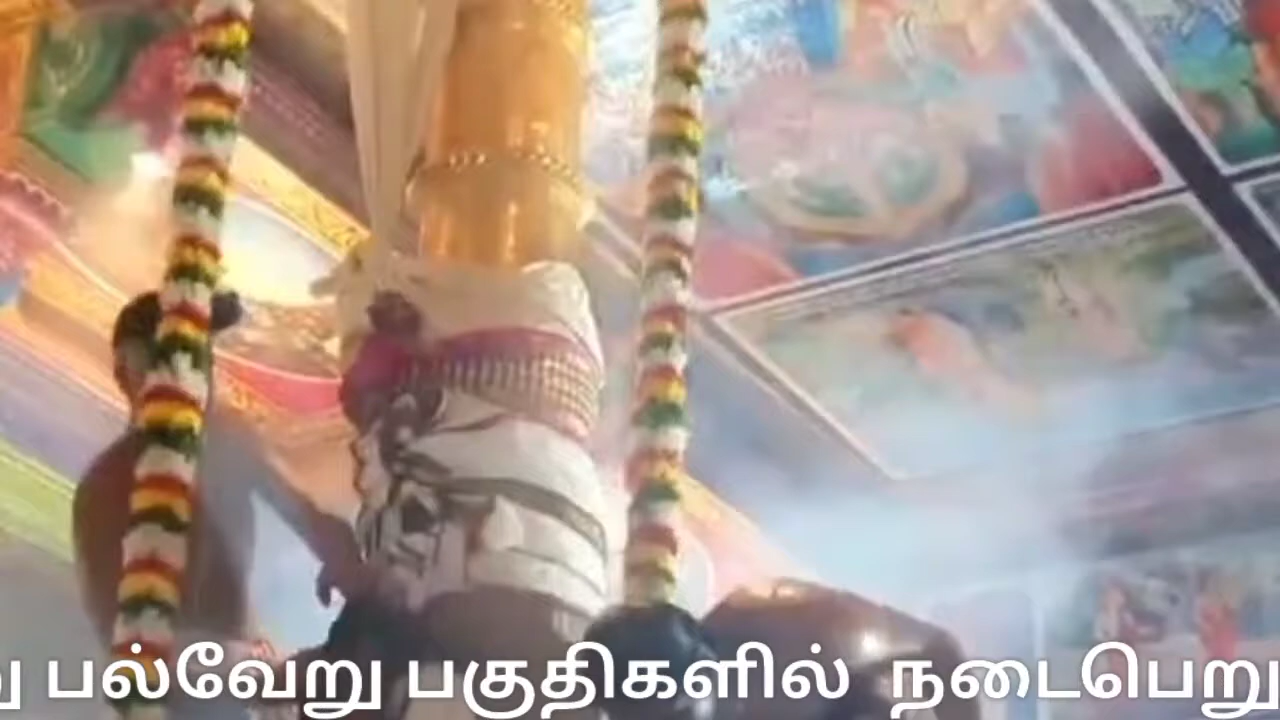 பல்வேறு பகுதிகளில் நடைபெறு